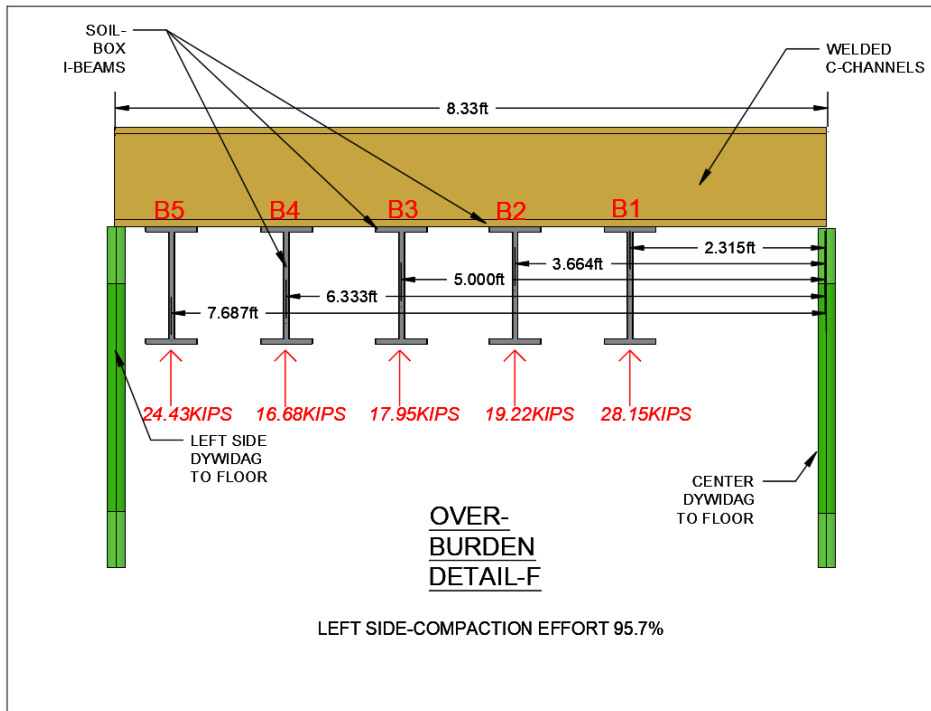 SOIL-
BOX
I-BEAMS
WELDED
C-CHANNELS
8.33ft
B5
B4
B3
B2
B1
2.315ft
3.664ft
5.000ft
6.333ft
7.687ft
24.43KIPS
16.68KIPS
17.95KIPS
19.22KIPS
28.15KIPS
LEFT SIDE
DYWIDAG
TO FLOOR
CENTER
DYWIDAG
TO FLOOR
OVER-
BURDEN
DETAIL-F
LEFT SIDE-COMPACTION EFFORT 95.7%